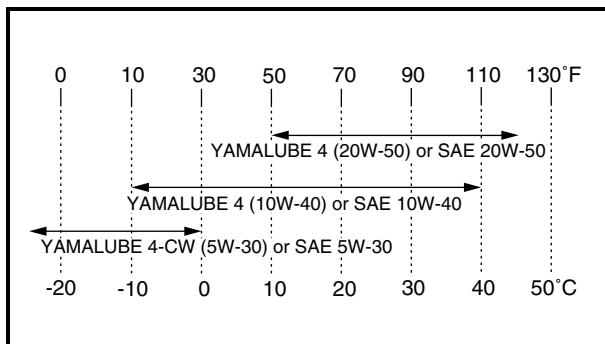 0 10 30 50 70 90 110 130˚F
YAMALUBE 4 (20W-50) or SAE 20W-50
YAMALUBE 4 (10W-40) or SAE 10W-40
YAMALUBE 4-CW (5W-30) or SAE 5W-30
-20 -10 0 10 20 30 40 50˚C